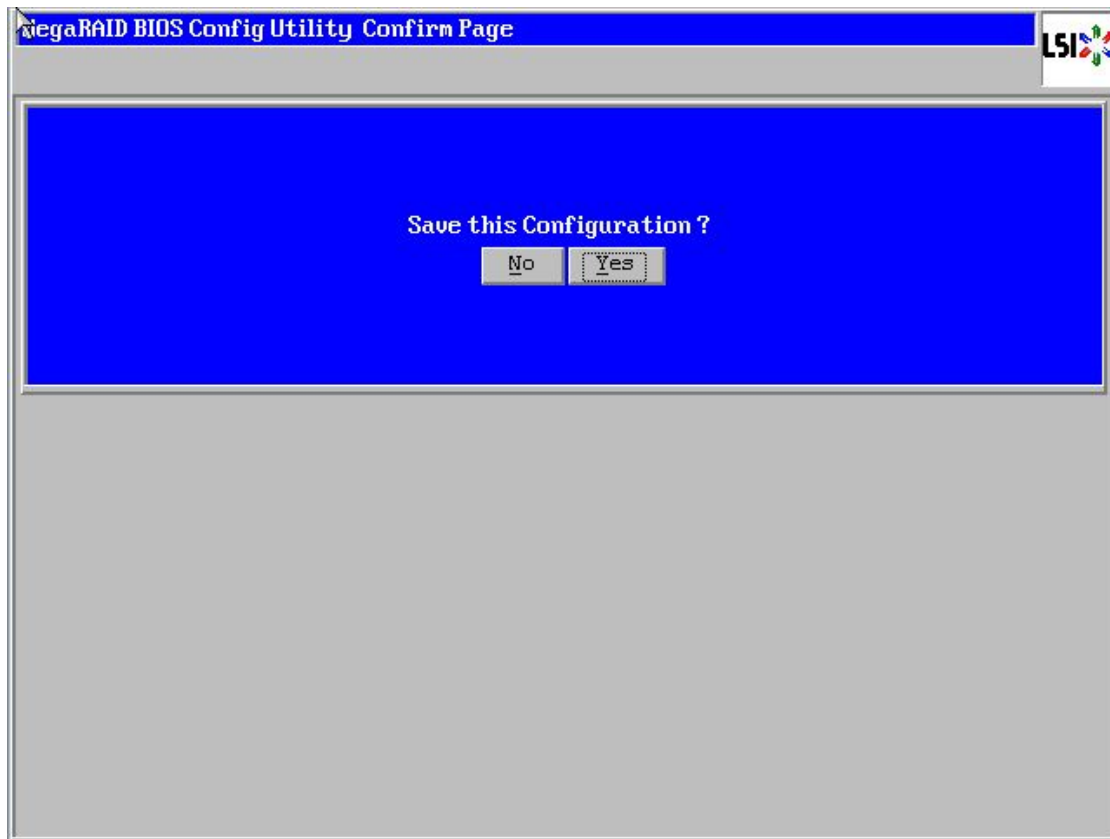 MegaRAID BIOS Config Utility Confirm Page
LSI
Save this Configuration ?
No Yes